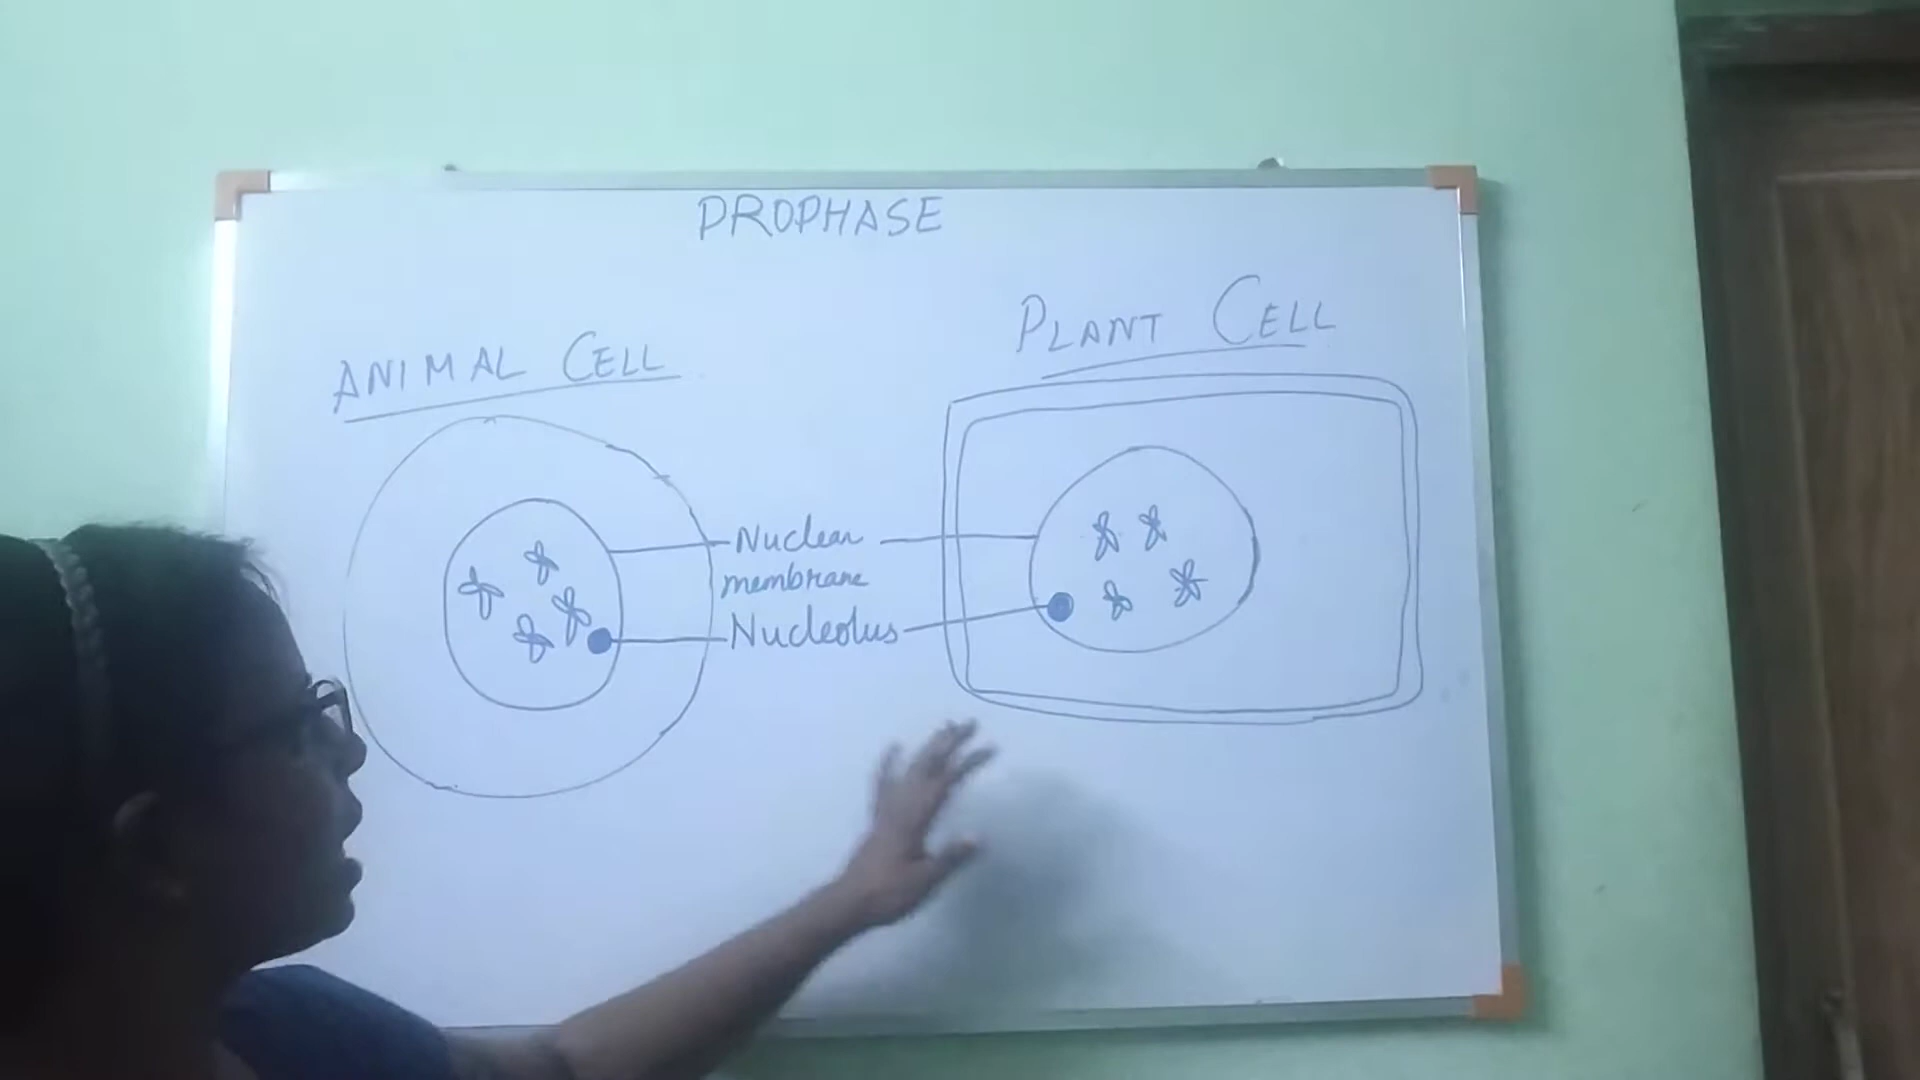 PROPHASE
PLANT CELL
ANIMAL CELL
Nuclear
membrane
Nucleolus